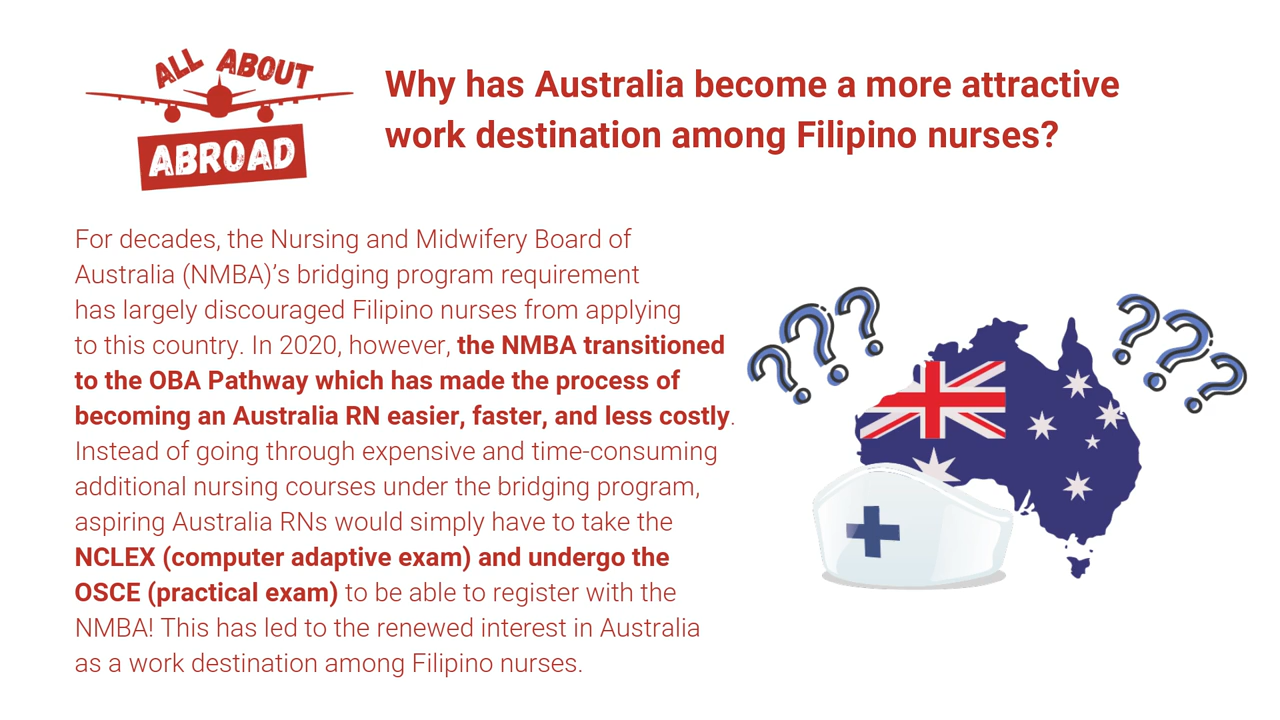 ALL ABOUT
ABROAD
Why has Australia become a more attractive
work destination among Filipino nurses?
For decades, the Nursing and Midwifery Board of
Australia (NMBA)’s bridging program requirement
has largely discouraged Filipino nurses from applying
to this country. In 2020, however, the NMBA transitioned
to the OBA Pathway which has made the process of
becoming an Australia RN easier, faster, and less costly.
Instead of going through expensive and time-consuming
additional nursing courses under the bridging program,
aspiring Australia RNs would simply have to take the
NCLEX (computer adaptive exam) and undergo the
OSCE (practical exam) to be able to register with the
NMBA! This has led to the renewed interest in Australia
as a work destination among Filipino nurses.
???
???